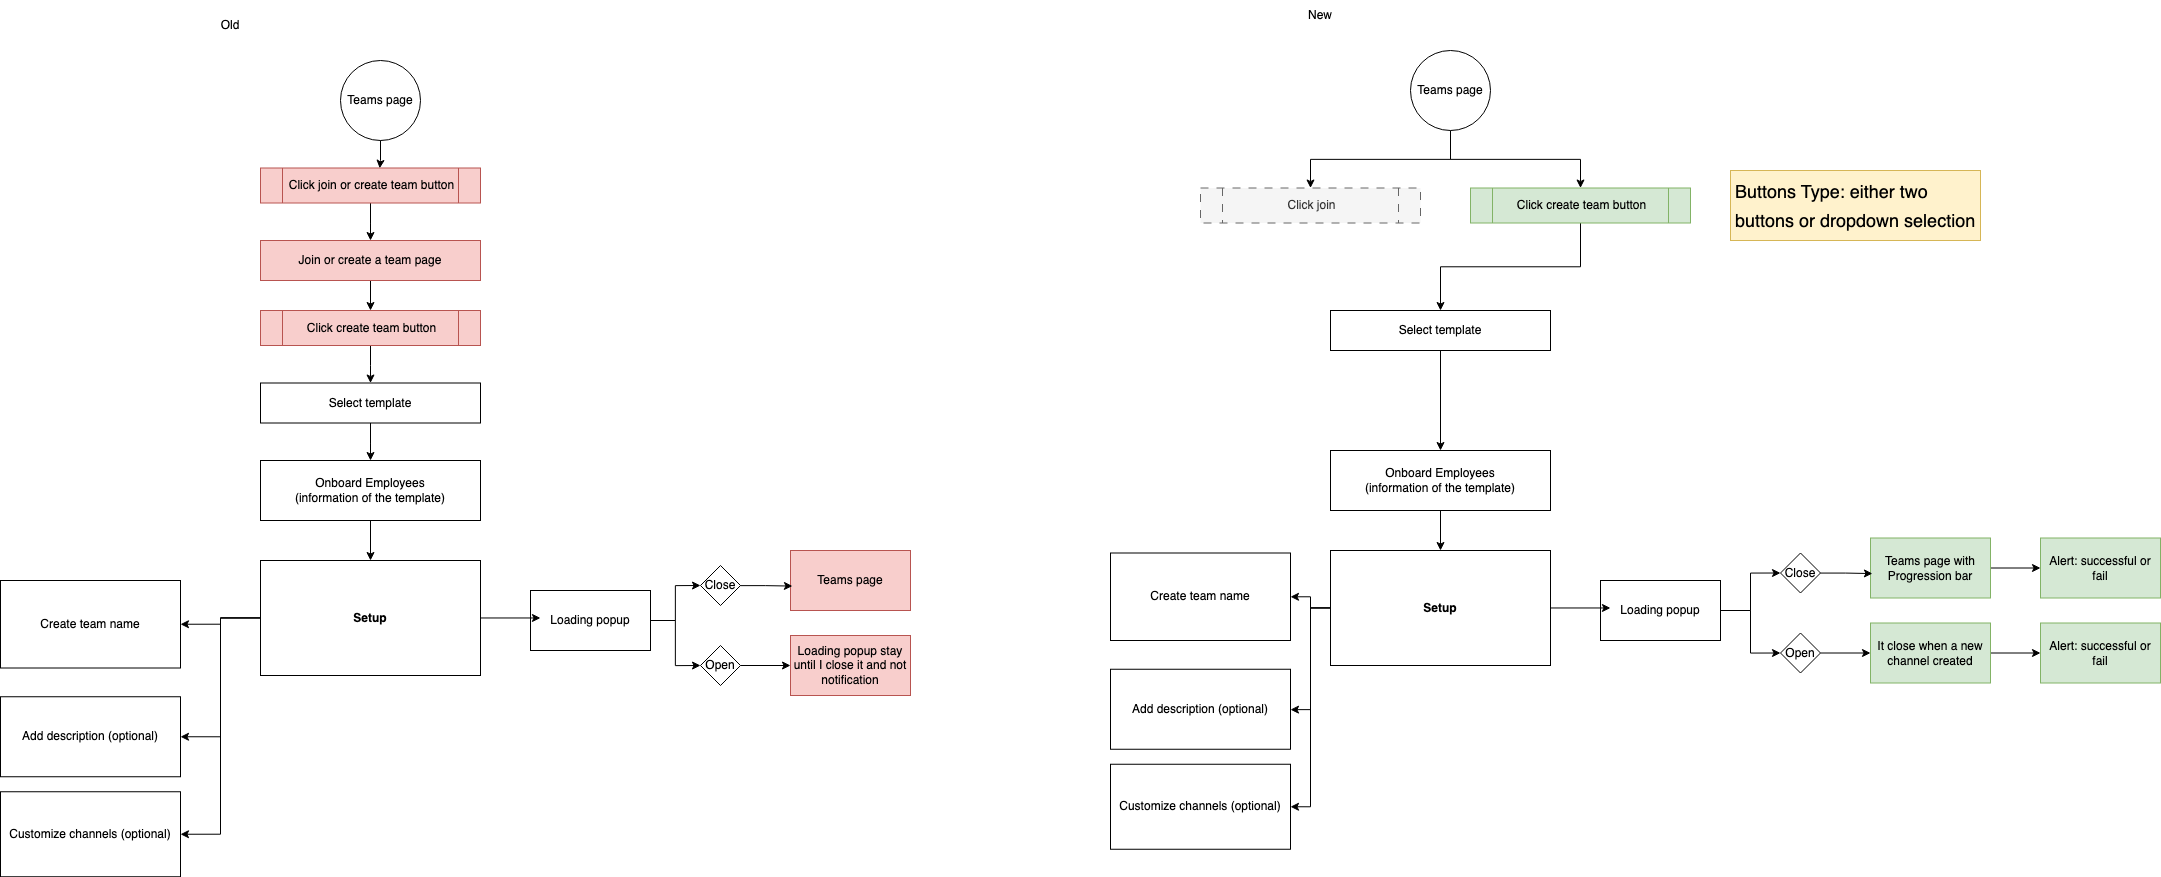 Old
Teams page
Click join or create team button
Join or create a team page
Click create team button
Select template
Onboard Employees
(information of the template)
Setup
Create team name
Add description (optional)
Customize channels (optional)
Loading popup
Close
Teams page
Open
Loading popup stay
until I close it and not
notification
New
Teams page
Click join
Click create team button
Buttons Type: either two
buttons or dropdown selection
Select template
Onboard Employees
(information of the template)
Setup
Create team name
Add description (optional)
Customize channels (optional)
Loading popup
Close
Teams page with
Progression bar
Alert: successful or
fail
Open
It close when a new
channel created
Alert: successful or
fail